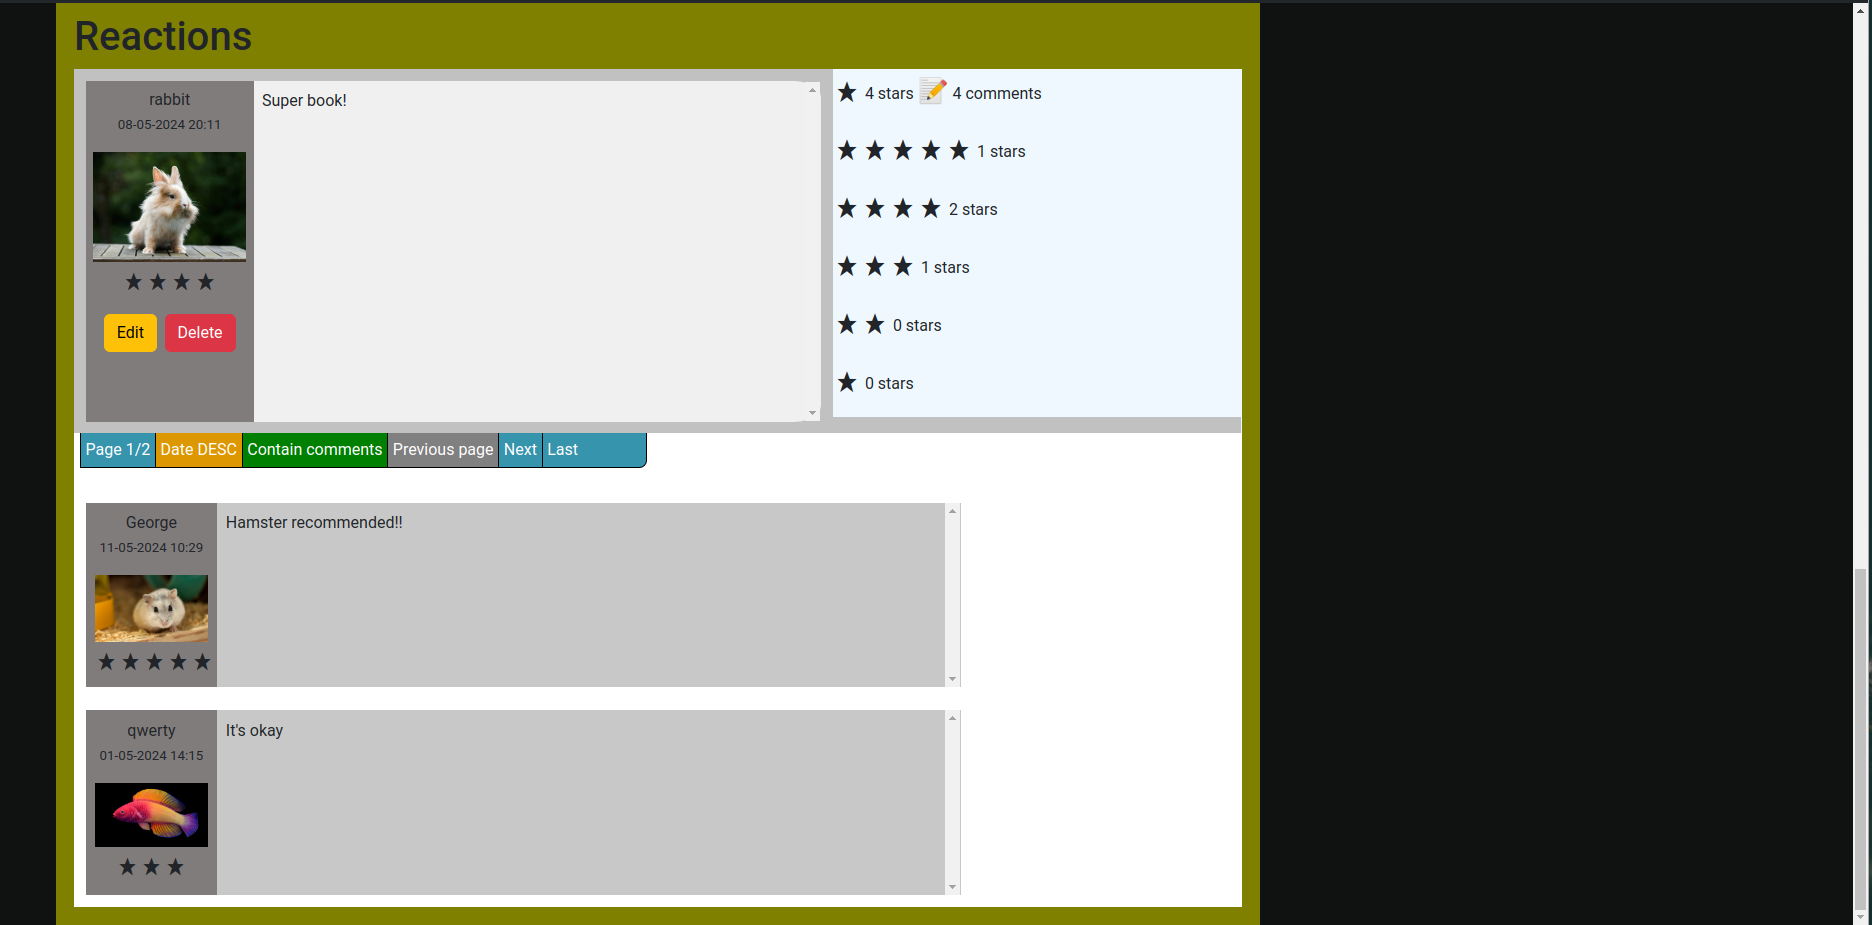 Reactions
rabbit
08-05-2024 20:11
Super book!
Edit
Delete
4 stars 4 comments
1 stars
2 stars
1 stars
0 stars
0 stars
Page 1/2 Date DESC Contain comments Previous page Next Last
George
11-05-2024 10:29
Hamster recommended!!
qwerty
01-05-2024 14:15
It's okay